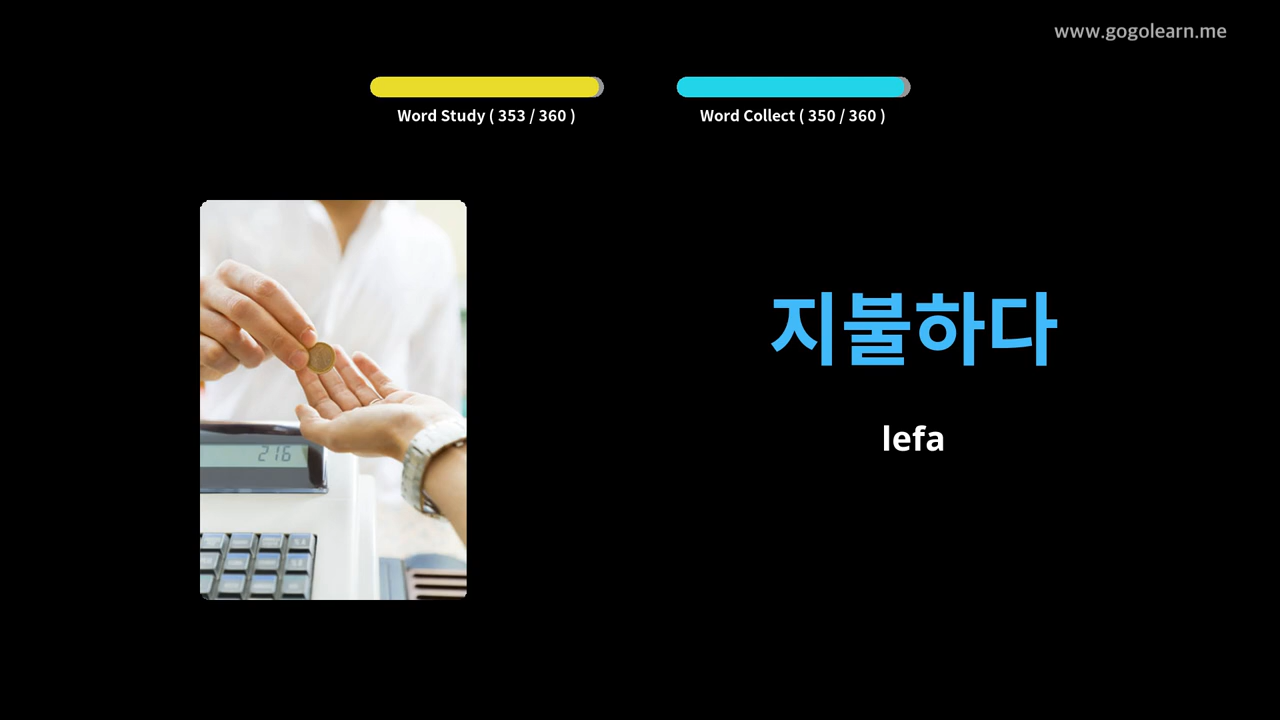 www.gogolearn.me
Word Study ( 353 / 360 )
Word Collect ( 350 / 360 )
지불하다
lefa
216